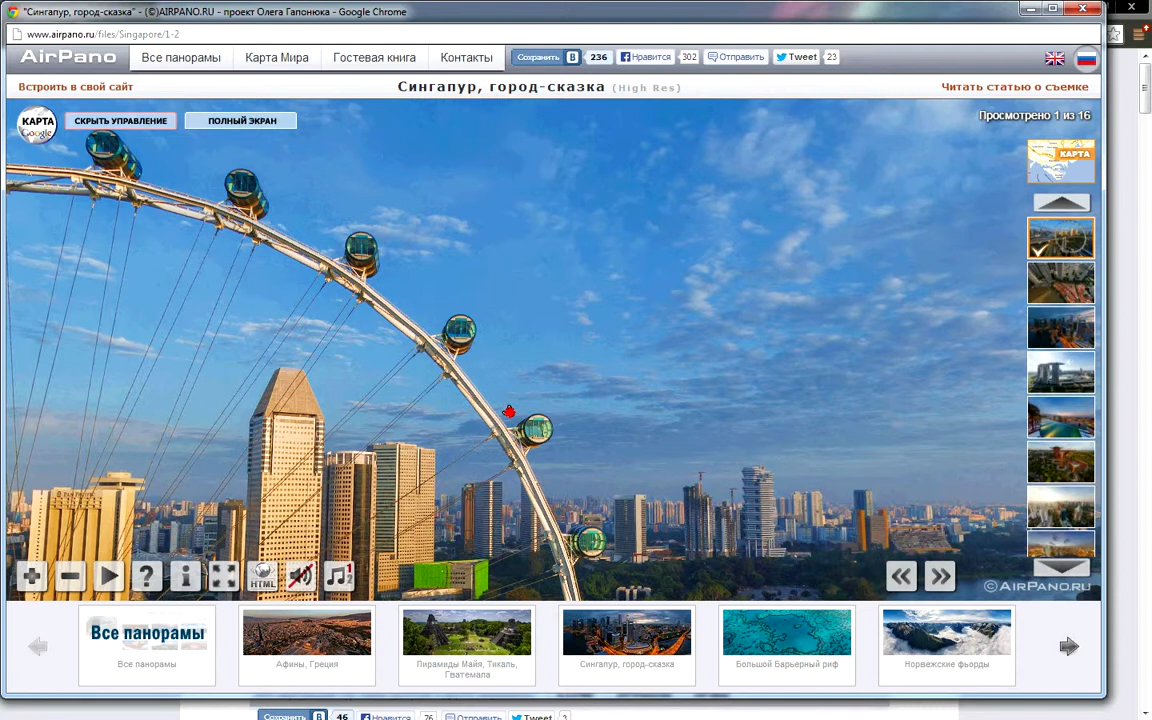 "Сингапур, город-сказка" - (©)AIRPANO.RU - проект Олега Гапонюка - Google Chrome
www.airpano.ru/files/Singapore/1-2
AirPano Все панорамы Карта Мира Гостевая книга Контакты Сохранить B 236 Нравится 302 Отправить Tweet 23
Встроить в свой сайт Сингапур, город-сказка (High Res) Читать статью о съемке
КАРТА Google СКРЫТЬ УПРАВЛЕНИЕ ПОЛНЫЙ ЭКРАН Просмотрено 1 из 16
КАРТА
HTML
©AirPano.ru
Все панорамы
Все панорамы Афины, Греция Пирамиды Майя, Тикаль, Гватемала Сингапур, город-сказка Большой Барьерный риф Норвежские фьорды
Сохранить B 46 Нравится 76 Отправить Tweet 3